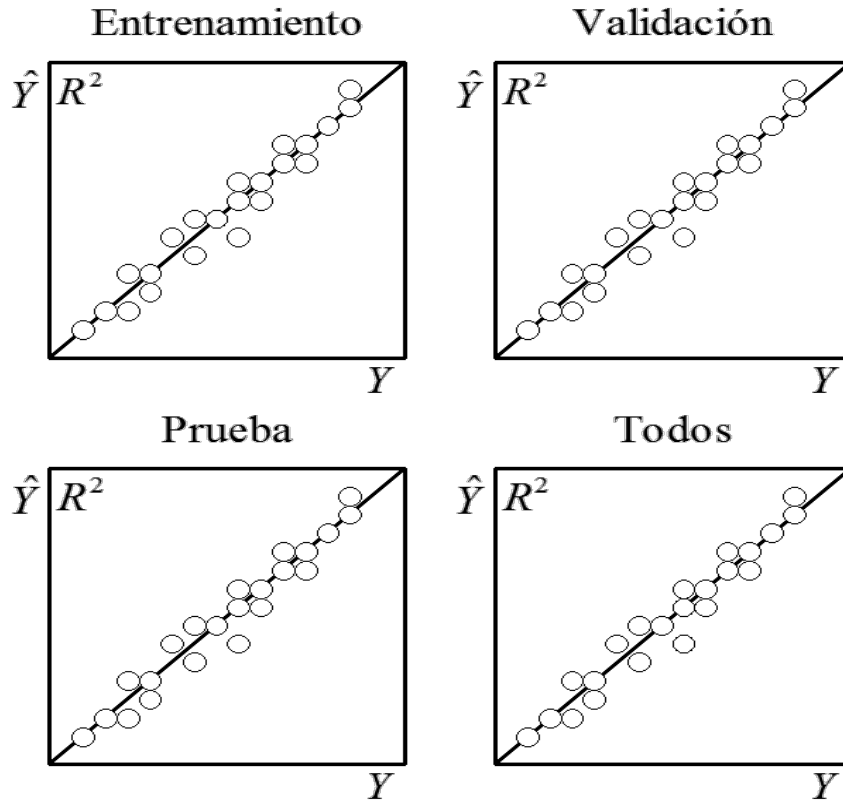 Entrenamiento
Ŷ R²
Y
Validación
Ŷ R²
Y
Prueba
Ŷ R²
Y
Todos
Ŷ R²
Y